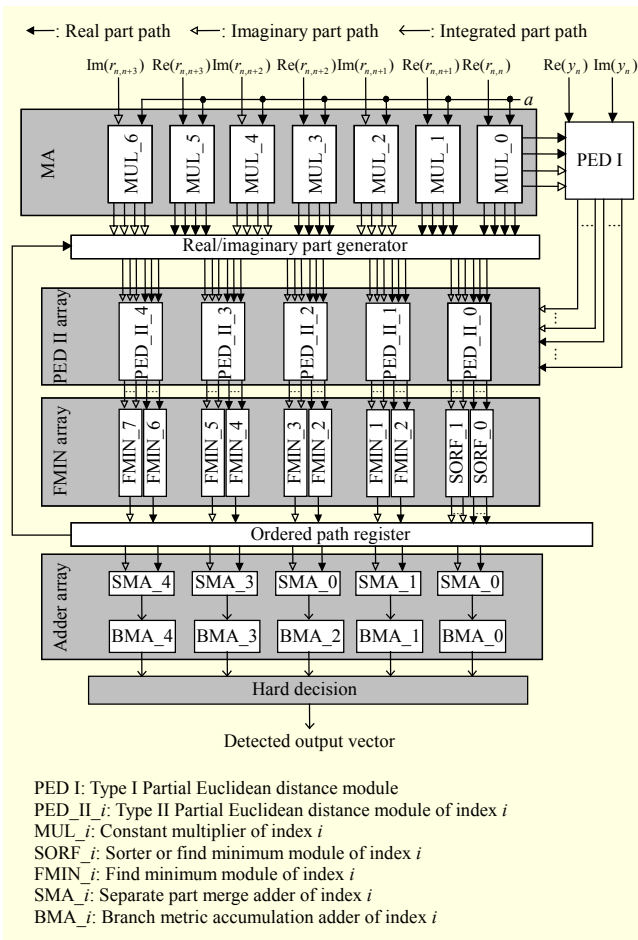 : Real part path : Imaginary part path : Integrated part path
Im(r_{n,n+3}) Re(r_{n,n+3}) Im(r_{n,n+2}) Re(r_{n,n+2}) Im(r_{n,n+1}) Re(r_{n,n+1}) Re(r_{n,n}) Re(y_n) Im(y_n)
a
MA
MUL_6 MUL_5 MUL_4 MUL_3 MUL_2 MUL_1 MUL_0
PED I
Real/imaginary part generator
PED II array
PED_II_4 PED_II_3 PED_II_2 PED_II_1 PED_II_0
FMIN array
FMIN_7 FMIN_6 FMIN_5 FMIN_4 FMIN_3 FMIN_2 FMIN_1 FMIN_2 SORF_1 SORF_0
Ordered path register
Adder array
SMA_4 SMA_3 SMA_0 SMA_1 SMA_0
BMA_4 BMA_3 BMA_2 BMA_1 BMA_0
Hard decision
Detected output vector
PED I: Type I Partial Euclidean distance module
PED_II_i: Type II Partial Euclidean distance module of index i
MUL_i: Constant multiplier of index i
SORF_i: Sorter or find minimum module of index i
FMIN_i: Find minimum module of index i
SMA_i: Separate part merge adder of index i
BMA_i: Branch metric accumulation adder of index i